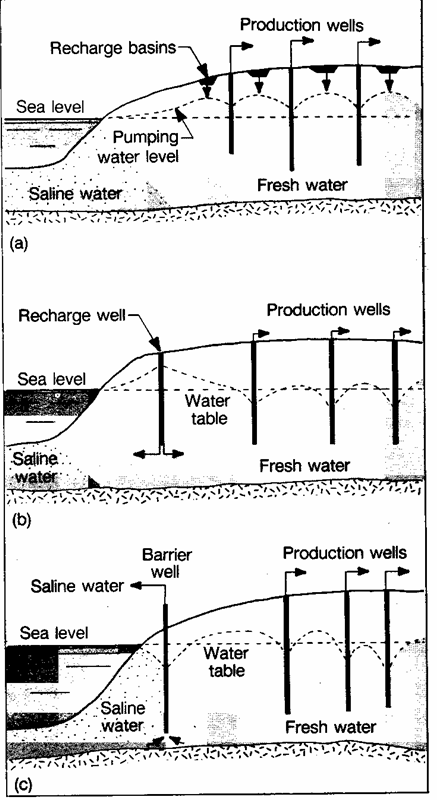 Production wells
Recharge basins
Sea level
Pumping
water level
Saline water
Fresh water
(a)
Production wells
Recharge well
Sea level
Water
table
Saline
water
Fresh water
(b)
Barrier
well
Production wells
Saline water
Sea level
Water
table
Saline
water
Fresh water
(c)